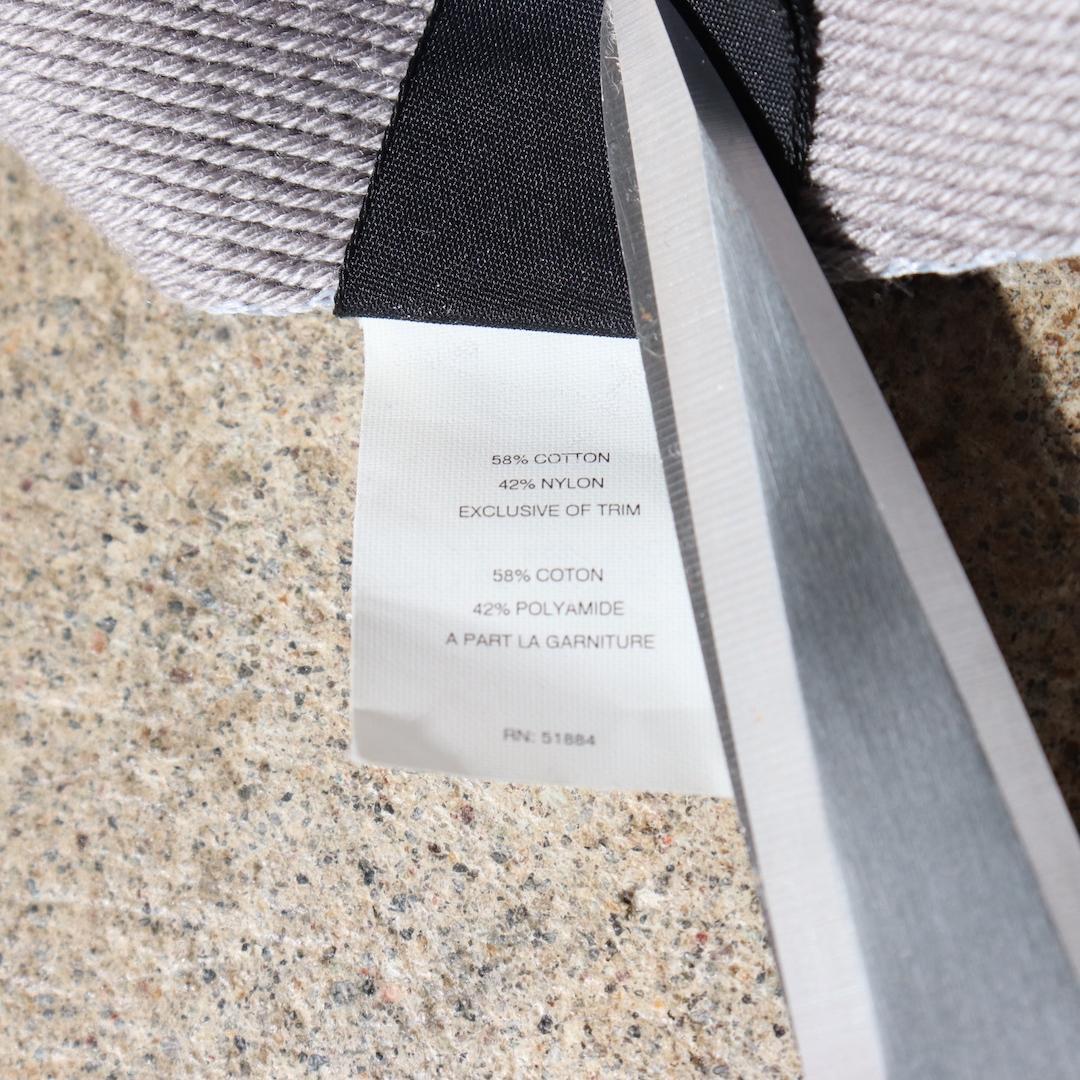 58% COTTON
42% NYLON
EXCLUSIVE OF TRIM
58% COTON
42% POLYAMIDE
A PART LA GARNITURE
RN: 51884